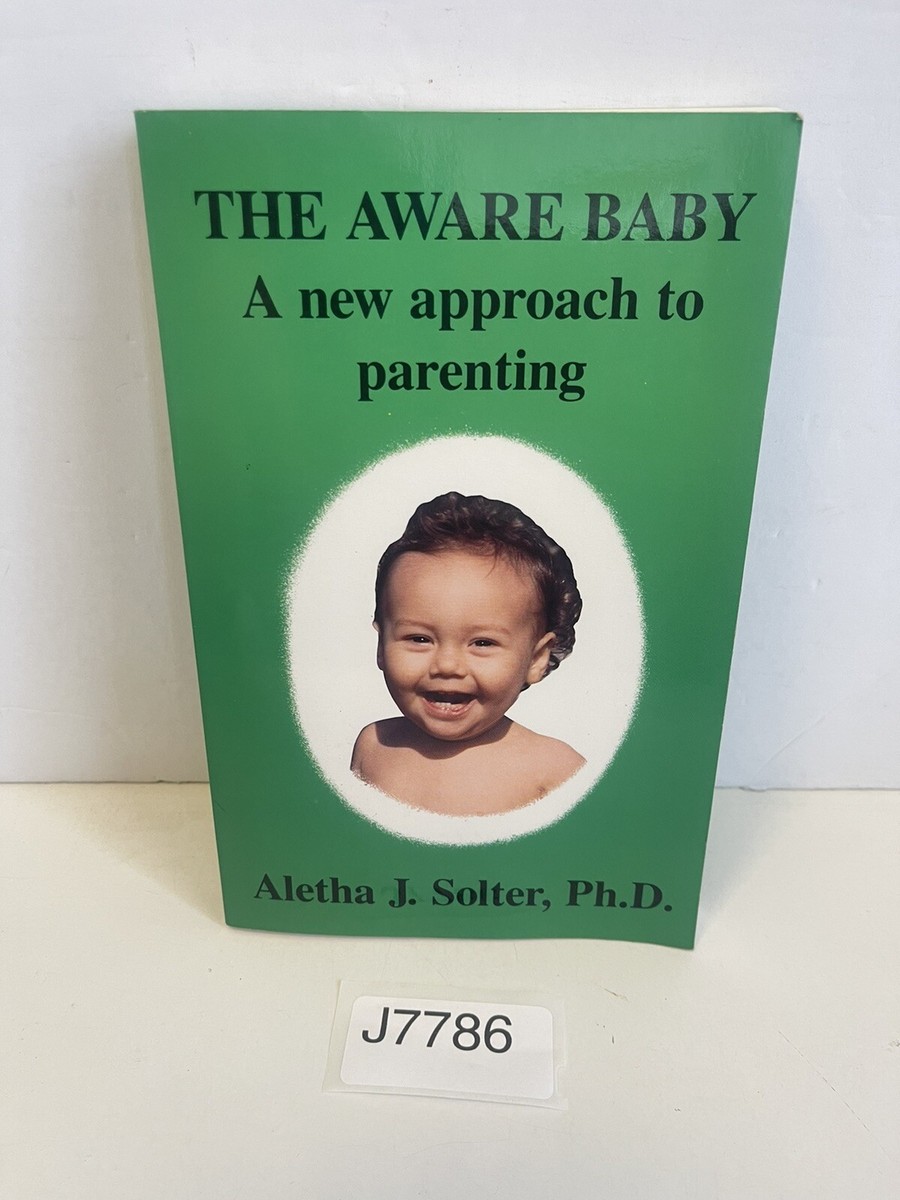 THE AWARE BABY
A new approach to
parenting
Aletha J. Solter, Ph.D.
J7786